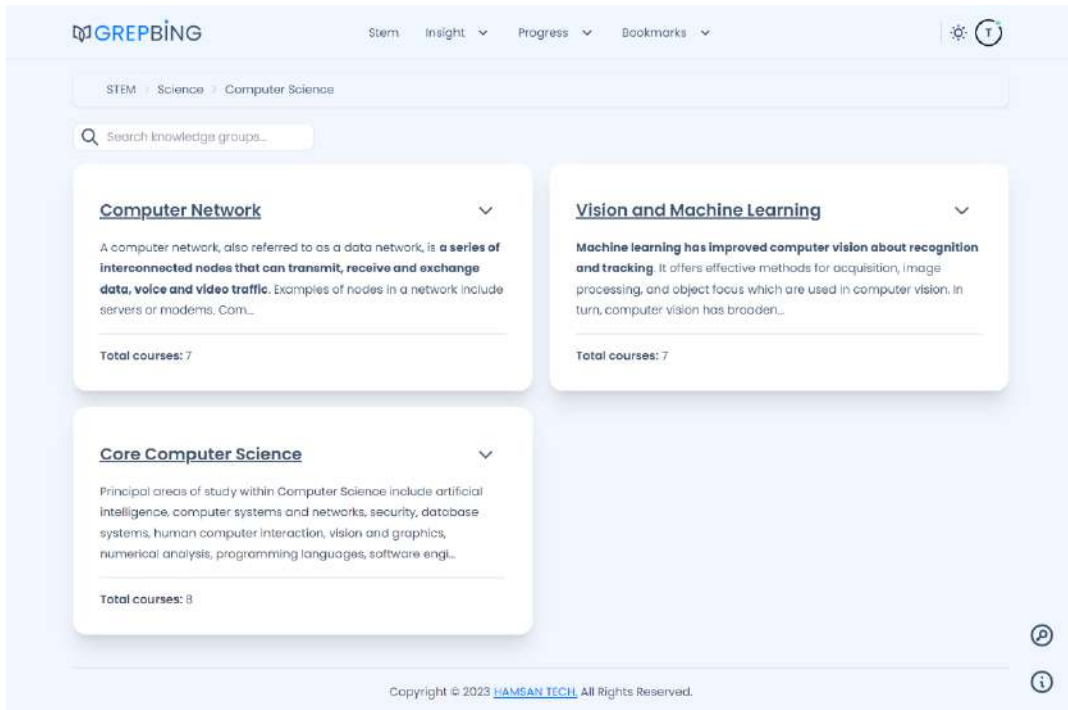 GREPBİNG
Stem Insight Progress Bookmarks
T
STEM Science Computer Science
Search knowledge groups...
Computer Network
A computer network, also referred to as a data network, is a series of
interconnected nodes that can transmit, receive and exchange
data, voice and video traffic. Examples of nodes in a network include
servers or modems. Com...
Total courses: 7
Vision and Machine Learning
Machine learning has improved computer vision about recognition
and tracking. It offers effective methods for acquisition, image
processing, and object focus which are used in computer vision. In
turn, computer vision has broaden...
Total courses: 7
Core Computer Science
Principal areas of study within Computer Science include artificial
intelligence, computer systems and networks, security, database
systems, human computer interaction, vision and graphics,
numerical analysis, programming languages, software engi...
Total courses: 8
Copyright © 2023 HAMSAN TECH, All Rights Reserved.